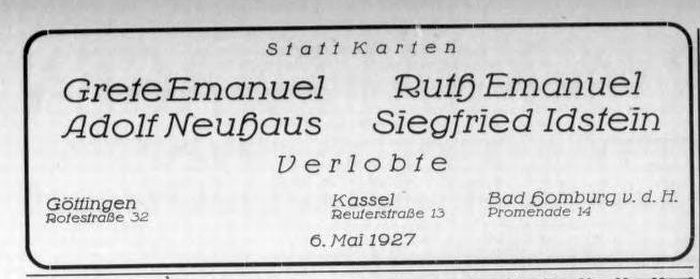 Statt Karten
Grete Emanuel Ruth Emanuel
Adolf Neuhaus Siegfried Idstein
Verlobte
Göttingen Kassel Bad Homburg v. d. H.
Rotestraße 32 Reuterstraße 13 Promenade 14
6. Mai 1927